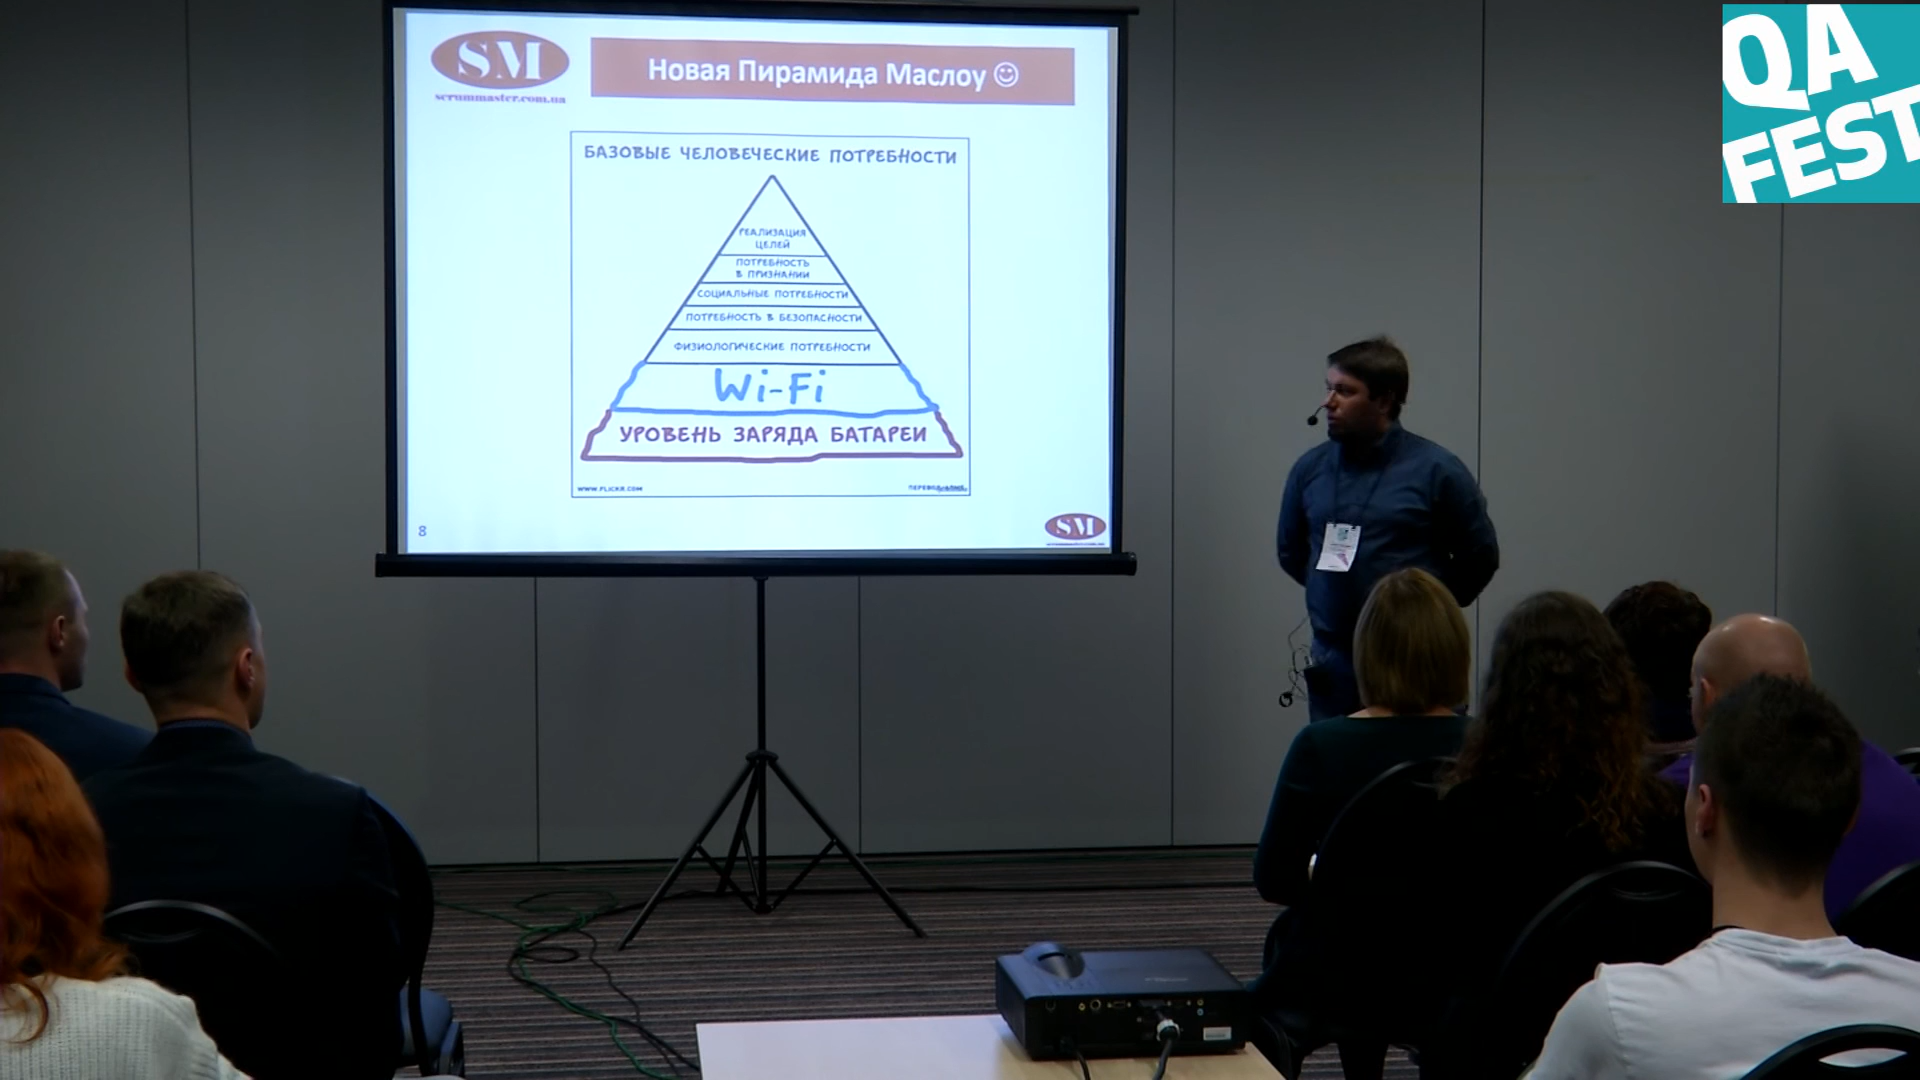 SM
scrummaster.com.ua
Новая Пирамида Маслоу
БАЗОВЫЕ ЧЕЛОВЕЧЕСКИЕ ПОТРЕБНОСТИ
РЕАЛИЗАЦИЯ
ЦЕЛЕЙ
ПОТРЕБНОСТЬ
В ПРИЗНАНИИ
СОЦИАЛЬНЫЕ ПОТРЕБНОСТИ
ПОТРЕБНОСТЬ В БЕЗОПАСНОСТИ
ФИЗИОЛОГИЧЕСКИЕ ПОТРЕБНОСТИ
Wi-Fi
УРОВЕНЬ ЗАРЯДА БАТАРЕИ
WWW.FLICKR.COM
8
SM
QA
FEST